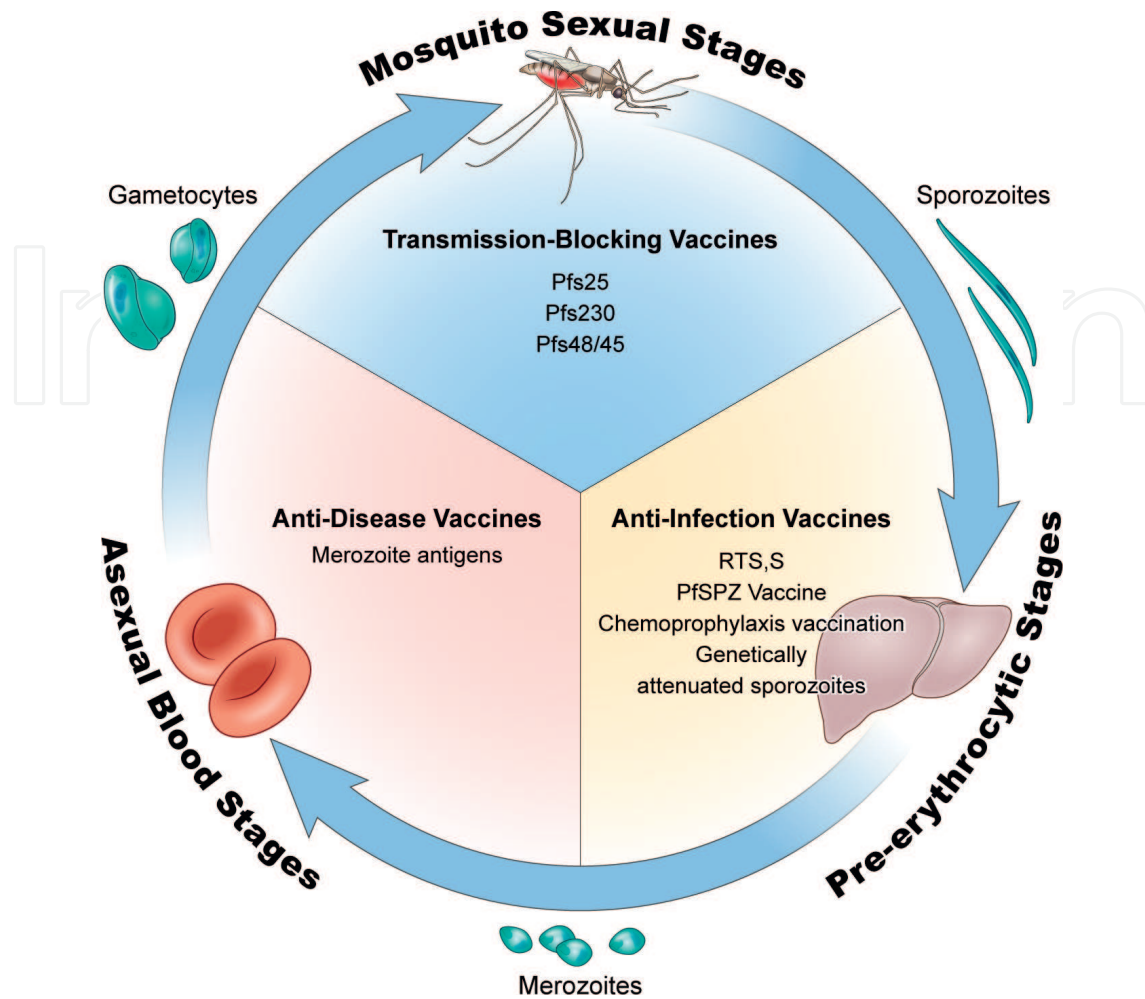 Mosquito Sexual Stages
Gametocytes
Sporozoites
Transmission-Blocking Vaccines
Pfs25
Pfs230
Pfs48/45
Anti-Disease Vaccines
Merozoite antigens
Anti-Infection Vaccines
RTS,S
PfSPZ Vaccine
Chemoprophylaxis vaccination
Genetically
attenuated sporozoites
Asexual Blood Stages
Pre-erythrocytic Stages
Merozoites